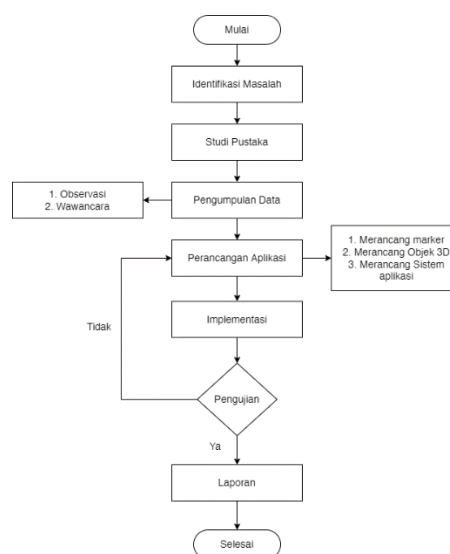 Mulai
Identifikasi Masalah
Studi Pustaka
1. Observasi
2. Wawancara
Pengumpulan Data
Perancangan Aplikasi
1. Merancang marker
2. Merancang Objek 3D
3. Merancang Sistem
aplikasi
Implementasi
Tidak
Pengujian
Ya
Laporan
Selesai